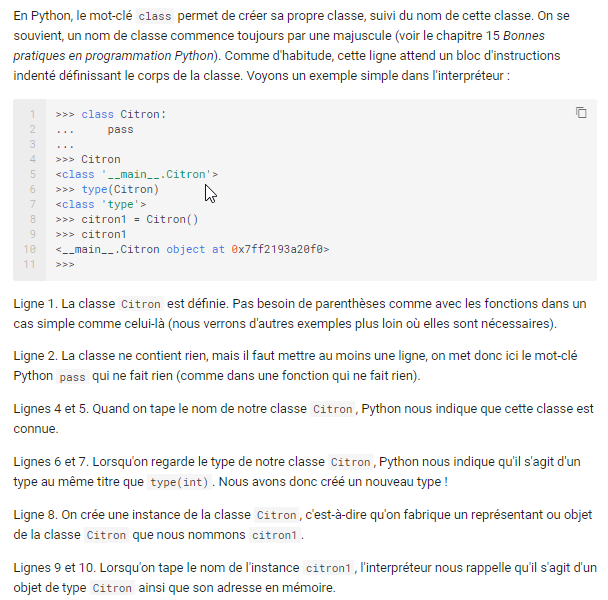 En Python, le mot-clé class permet de créer sa propre classe, suivi du nom de cette classe. On se
souvient, un nom de classe commence toujours par une majuscule (voir le chapitre 15 Bonnes
pratiques en programmation Python). Comme d'habitude, cette ligne attend un bloc d'instructions
indenté définissant le corps de la classe. Voyons un exemple simple dans l'interpréteur :
1 >>> class Citron:
2 ...     pass
3 ...
4 >>> Citron
5 <class '__main__.Citron'>
6 >>> type(Citron)
7 <class 'type'>
8 >>> citron1 = Citron()
9 >>> citron1
10 <__main__.Citron object at 0x7ff2193a20f0>
11 >>>
Ligne 1. La classe Citron est définie. Pas besoin de parenthèses comme avec les fonctions dans un
cas simple comme celui-là (nous verrons d'autres exemples plus loin où elles sont nécessaires).
Ligne 2. La classe ne contient rien, mais il faut mettre au moins une ligne, on met donc ici le mot-clé
Python pass qui ne fait rien (comme dans une fonction qui ne fait rien).
Lignes 4 et 5. Quand on tape le nom de notre classe Citron, Python nous indique que cette classe est
connue.
Lignes 6 et 7. Lorsqu'on regarde le type de notre classe Citron, Python nous indique qu'il s'agit d'un
type au même titre que type(int). Nous avons donc créé un nouveau type !
Ligne 8. On crée une instance de la classe Citron, c'est-à-dire qu'on fabrique un représentant ou objet
de la classe Citron que nous nommons citron1.
Lignes 9 et 10. Lorsqu'on tape le nom de l'instance citron1, l'interpréteur nous rappelle qu'il s'agit d'un
objet de type Citron ainsi que son adresse en mémoire.